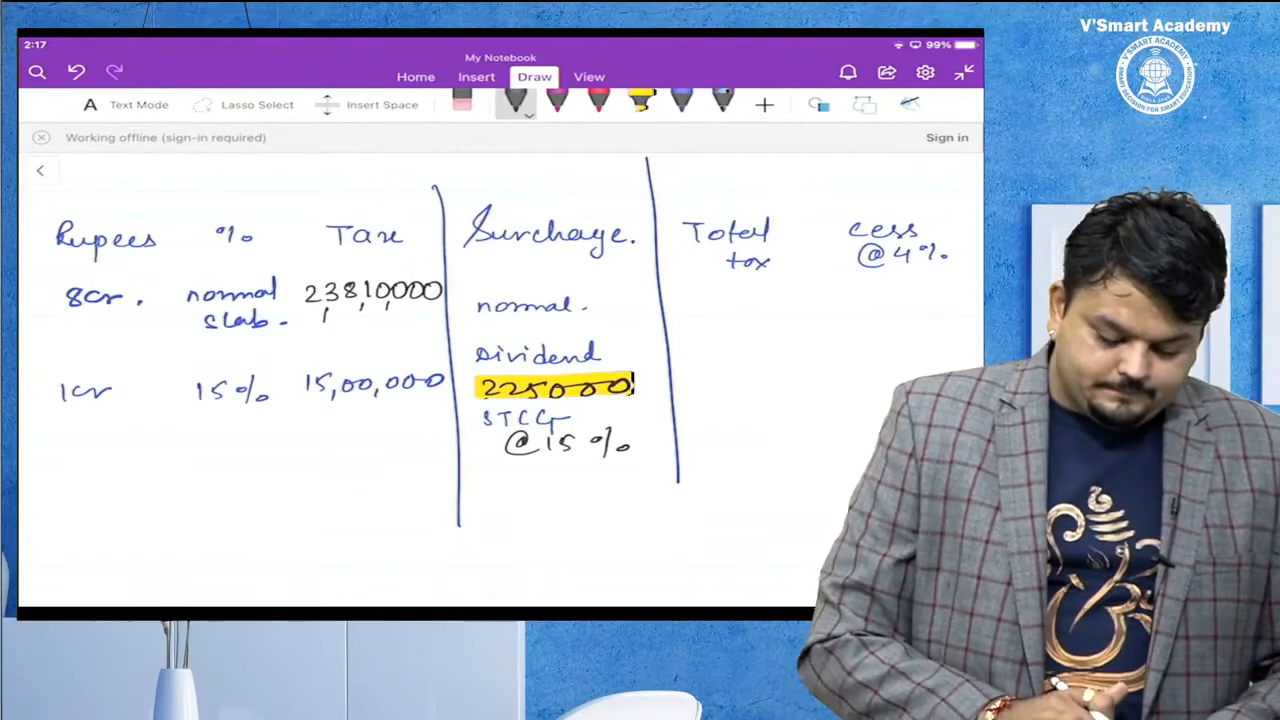 V'Smart Academy
2:17
99%
My Notebook
Home Insert Draw View
A Text Mode Lasso Select Insert Space
Working offline (sign-in required) Sign in
Rupees % Tax Surchage. Total tax cess @ 4%
8cr. normal slab. 23810000 normal.
Dividend
1cr 15% 15,00,000 225000
STCG
@15%